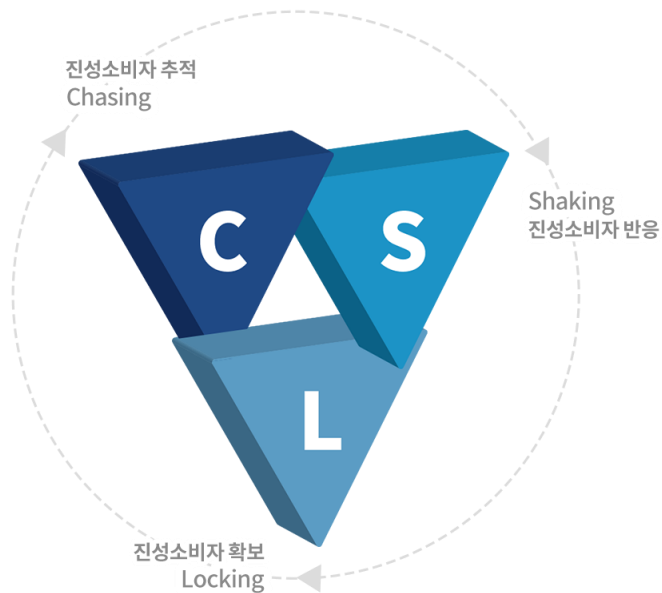 진성소비자 추적
Chasing
C
S
Shaking
진성소비자 반응
L
진성소비자 확보
Locking